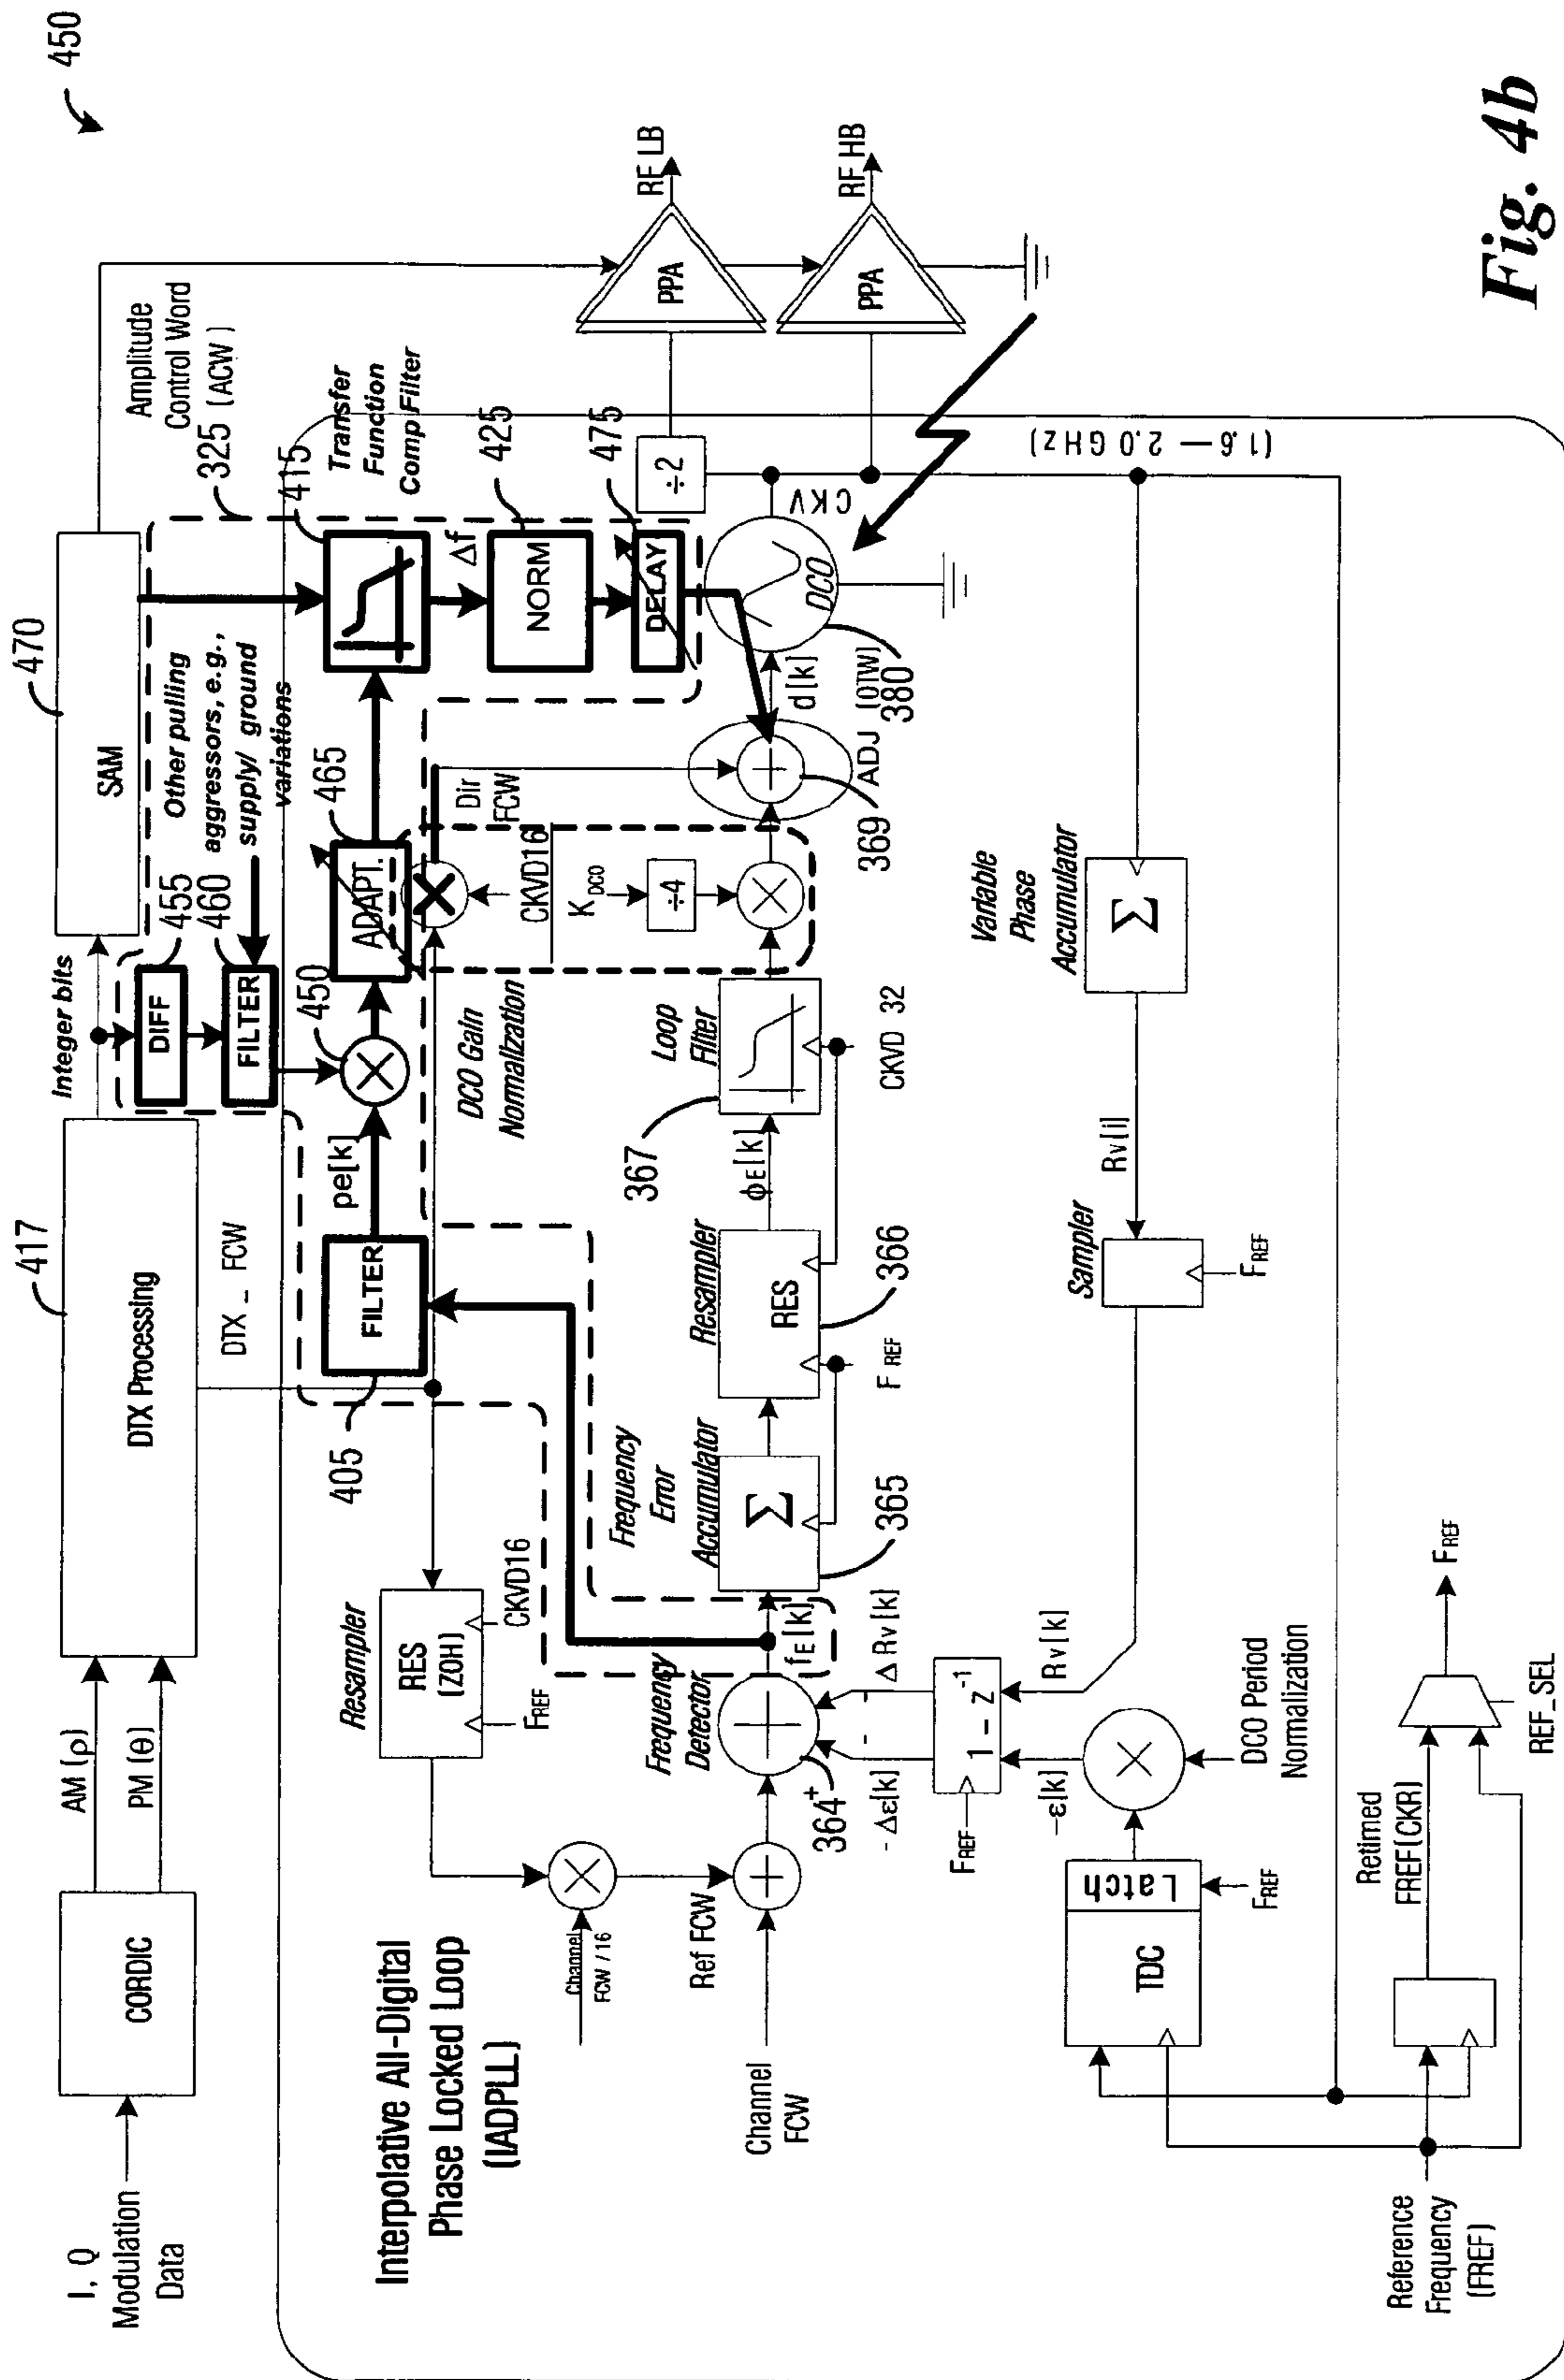 450
I, Q
Modulation
Data
CORDIC
AM (ρ)
PM (θ)
417
DTX Processing
DTX _ FCW
Integer bits
470
SAM
455
DIFF
460
FILTER
Other pulling
aggressors, e.g.,
supply/ ground
variations
Amplitude
Control Word
(ACW)
325
415
Transfer
Function
Comp Filter
Δf
425
NORM
475
DELAY
450
465
ADAPT.
pe[k]
FILTER
405
Interpolative All-Digital
Phase Locked Loop
(IADPLL)
Resampler
RES
(ZOH)
FREF
CKVD16
Channel
FCW / 16
Ref FCW
Channel
FCW
Frequency
Detector
364
+
fE[k]
- Δε[k]
-
-
Δ Rv[k]
Frequency
Error
Accumulator
Σ
365
Resampler
RES
366
F REF
ϕE[k]
Loop
Filter
367
CKVD 32
DCO Gain
Normalization
Dir
FCW
CKVD16
KDCO
÷4
+
369
ADJ
d[k]
(OTW)
380
DCO
CKV
÷2
(1.6 — 2.0 GHz)
PPA
RF LB
PPA
RF HB
1 - z-1
FREF
-ε[k]
Rv[k]
DCO Period
Normalization
TDC
Latch
FREF
Sampler
FREF
Rv[i]
Variable
Phase
Accumulator
Σ
Reference
Frequency
(FREF)
Retimed
FREF(CKR)
REF_SEL
FREF
Fig. 4b